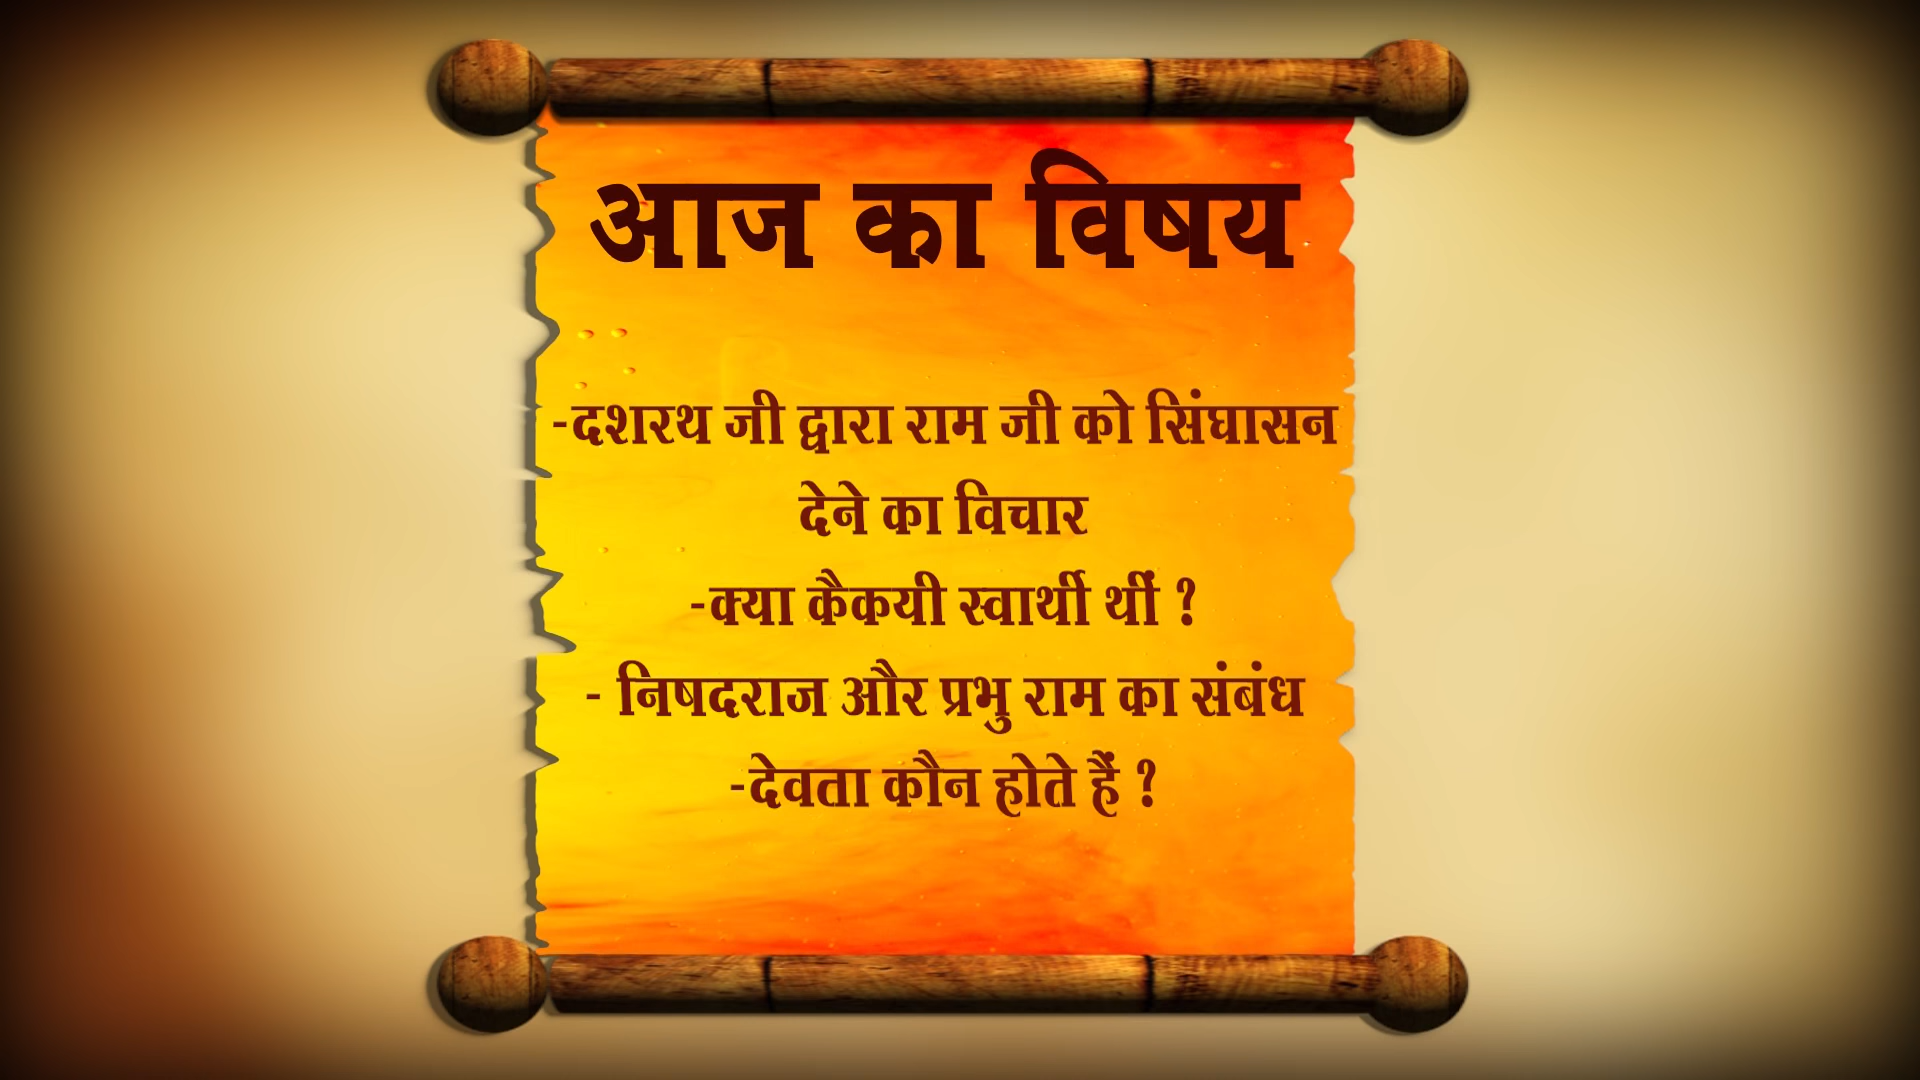 आज का विषय
-दशरथ जी द्वारा राम जी को सिंघासन
देने का विचार
-क्या कैकयी स्वार्थी थीं ?
- निषदराज और प्रभु राम का संबंध
-देवता कौन होते हैं ?